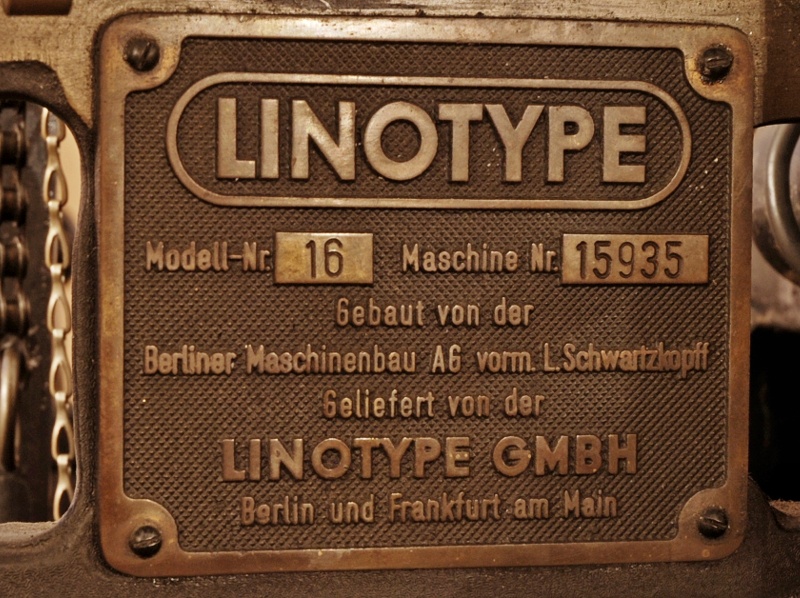 LINOTYPE
Modell-Nr. 16 Maschine Nr. 15935
Gebaut von der
Berliner Maschinenbau AG vorm. L. Schwartzkopff
Geliefert von der
LINOTYPE GMBH
Berlin und Frankfurt am Main